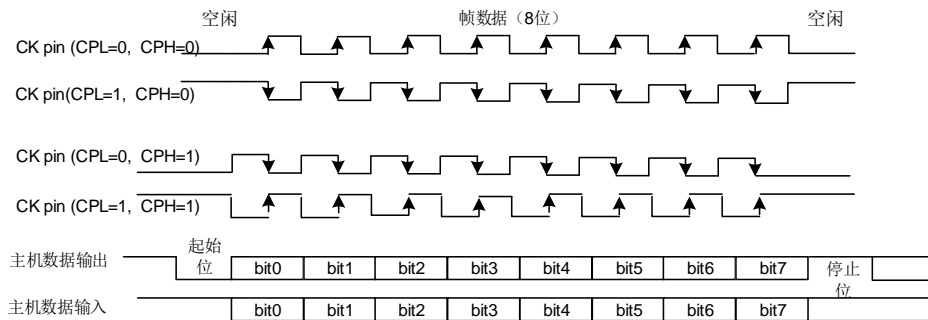 空闲 帧数据（8位） 空闲
CK pin (CPL=0, CPH=0)
CK pin(CPL=1, CPH=0)
CK pin (CPL=0, CPH=1)
CK pin (CPL=1, CPH=1)
起始
位
主机数据输出
bit0 bit1 bit2 bit3 bit4 bit5 bit6 bit7
停止
位
主机数据输入
bit0 bit1 bit2 bit3 bit4 bit5 bit6 bit7